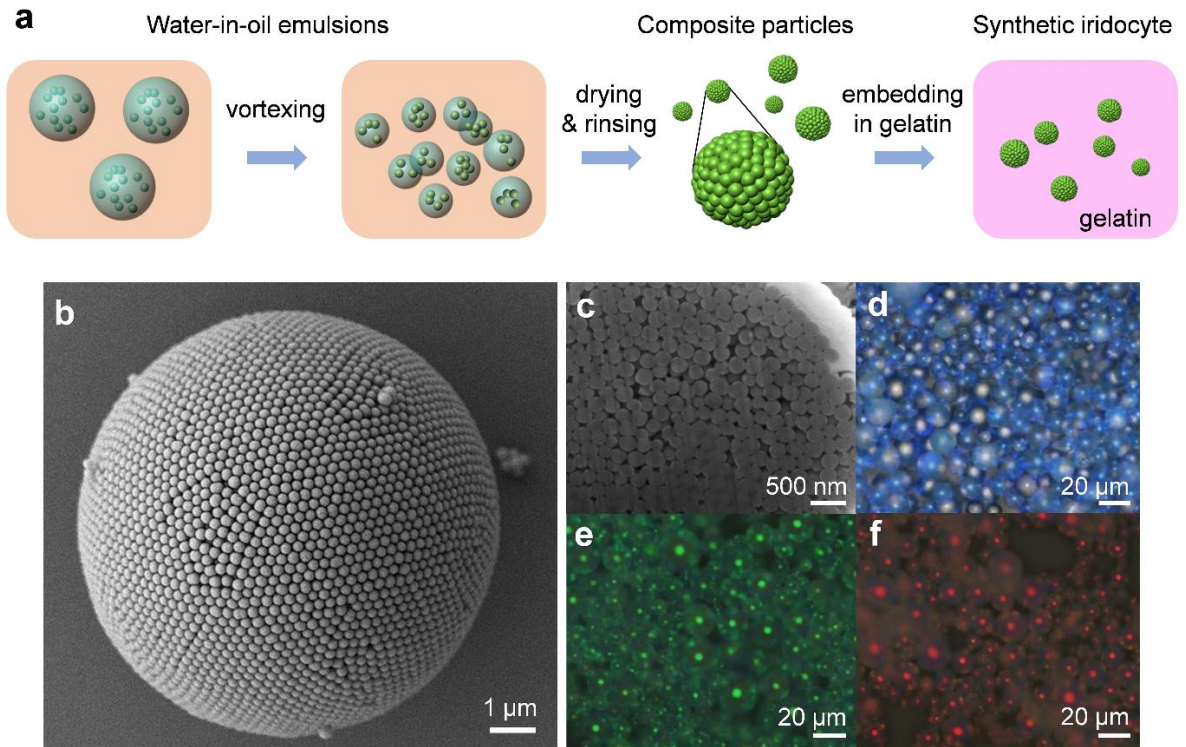 a
Water-in-oil emulsions
Composite particles
Synthetic iridocyte
vortexing
drying
& rinsing
embedding
in gelatin
gelatin
b
1 μm
c
500 nm
d
20 μm
e
20 μm
f
20 μm